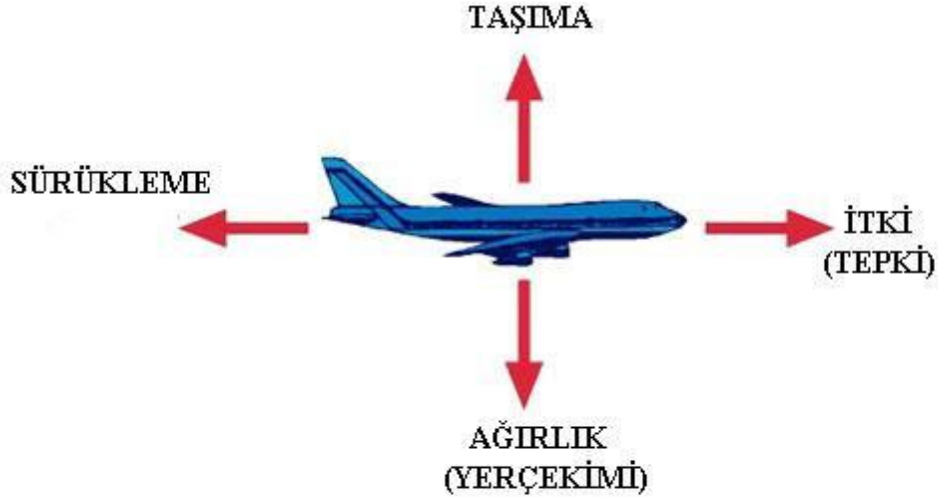 TAŞIMA
SÜRÜKLEME
İTKİ
(TEPKİ)
AĞIRLIK
(YERÇEKİMİ)